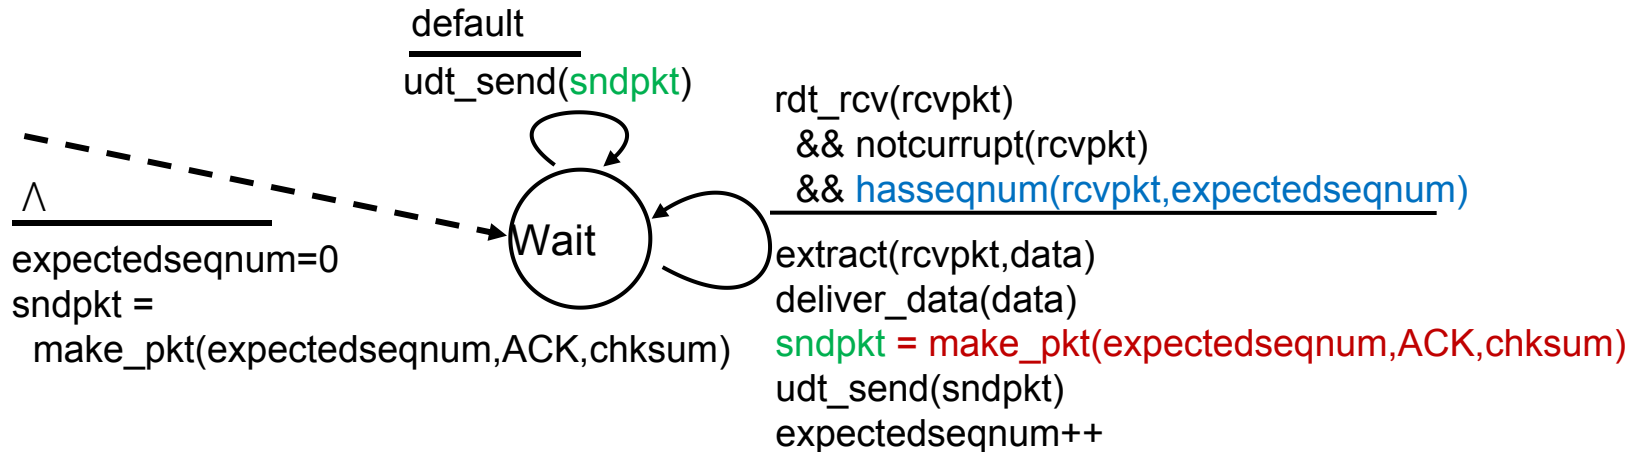 default
udt_send(sndpkt)
rdt_rcv(rcvpkt)
&& notcurrupt(rcvpkt)
&& hasseqnum(rcvpkt,expectedseqnum)
Λ
Wait
expectedseqnum=0
sndpkt =
make_pkt(expectedseqnum,ACK,chksum)
extract(rcvpkt,data)
deliver_data(data)
sndpkt = make_pkt(expectedseqnum,ACK,chksum)
udt_send(sndpkt)
expectedseqnum++